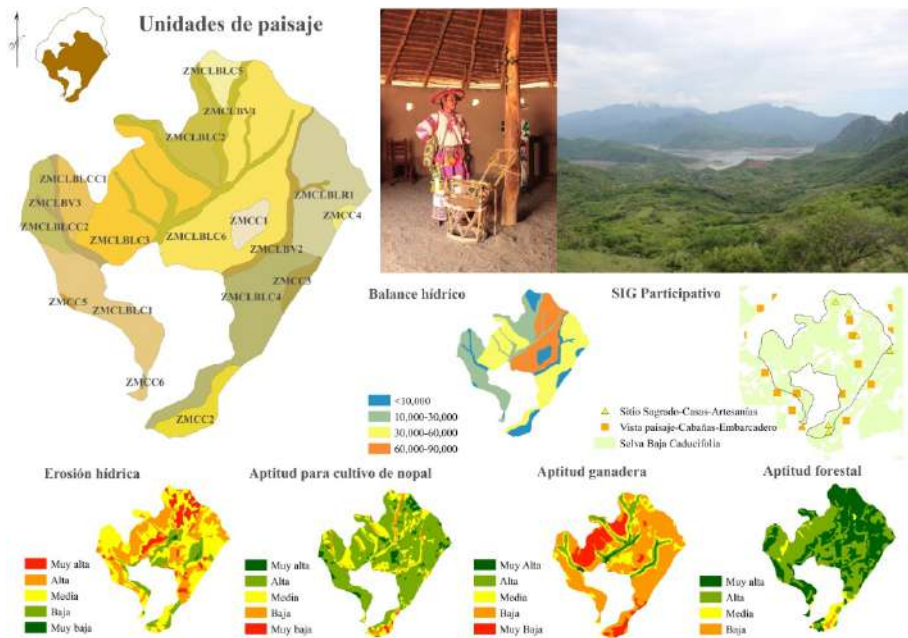 Unidades de paisaje
ZMCLBLC5
ZMCLBV1
ZMCLBLC2
ZMCLBLCC1
ZMCLBV3
ZMCLBLCC2
ZMCLBLC3
ZMCLBLC6
ZMCC1
ZMCLBLR1
ZMCC4
ZMCLBV2
ZMCC3
ZMCLBLC4
ZMCC5
ZMCLBLC1
ZMCC6
ZMCC2
Balance hídrico
<10,000
10,000-30,000
30,000-60,000
60,000-90,000
SIG Participativo
Sitio Sagrado-Casas-Artesanías
Vista paisaje-Cabañas-Embarcadero
Selva Baja Caducifolia
Erosión hídrica
Muy alta
Alta
Media
Baja
Muy baja
Aptitud para cultivo de nopal
Muy alta
Alta
Media
Baja
Muy baja
Aptitud ganadera
Muy Alta
Alta
Media
Baja
Muy Baja
Aptitud forestal
Muy alta
Alta
Media
Baja